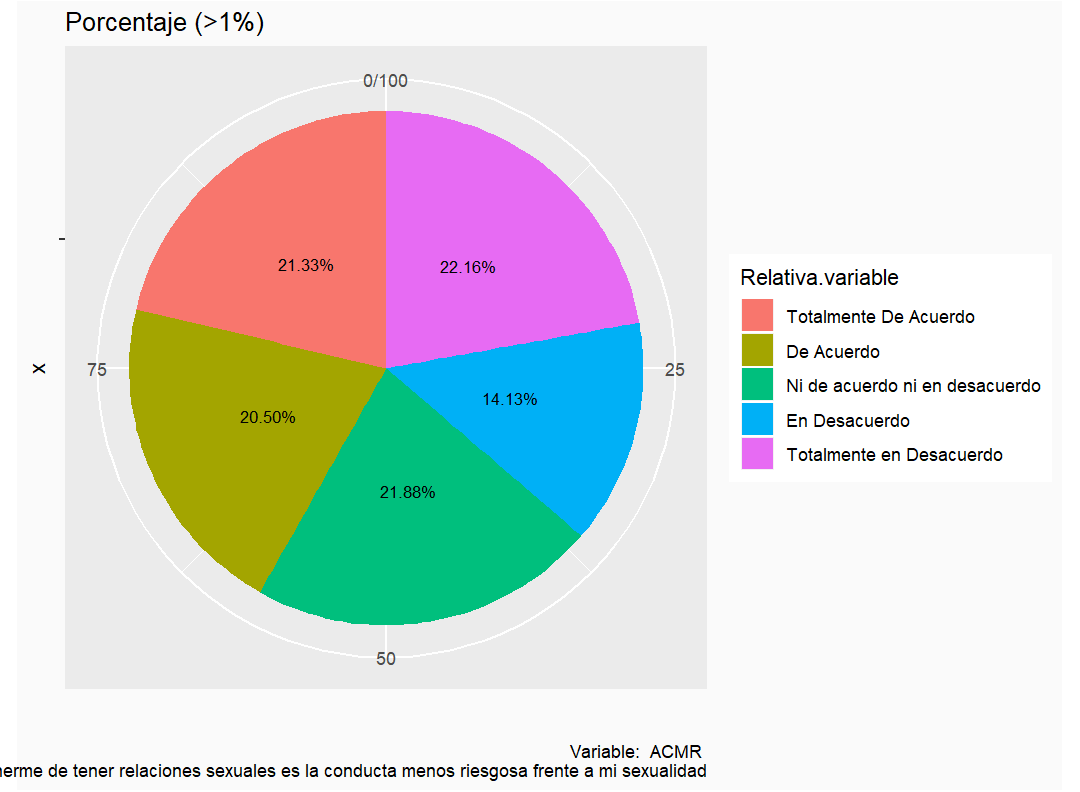 Porcentaje (>1%)
0/100
21.33%
22.16%
Relativa.variable
Totalmente De Acuerdo
De Acuerdo
Ni de acuerdo ni en desacuerdo
En Desacuerdo
Totalmente en Desacuerdo
x
75
25
14.13%
20.50%
21.88%
50
Variable: ACMR
de tener relaciones sexuales es la conducta menos riesgosa frente a mi sexualidad